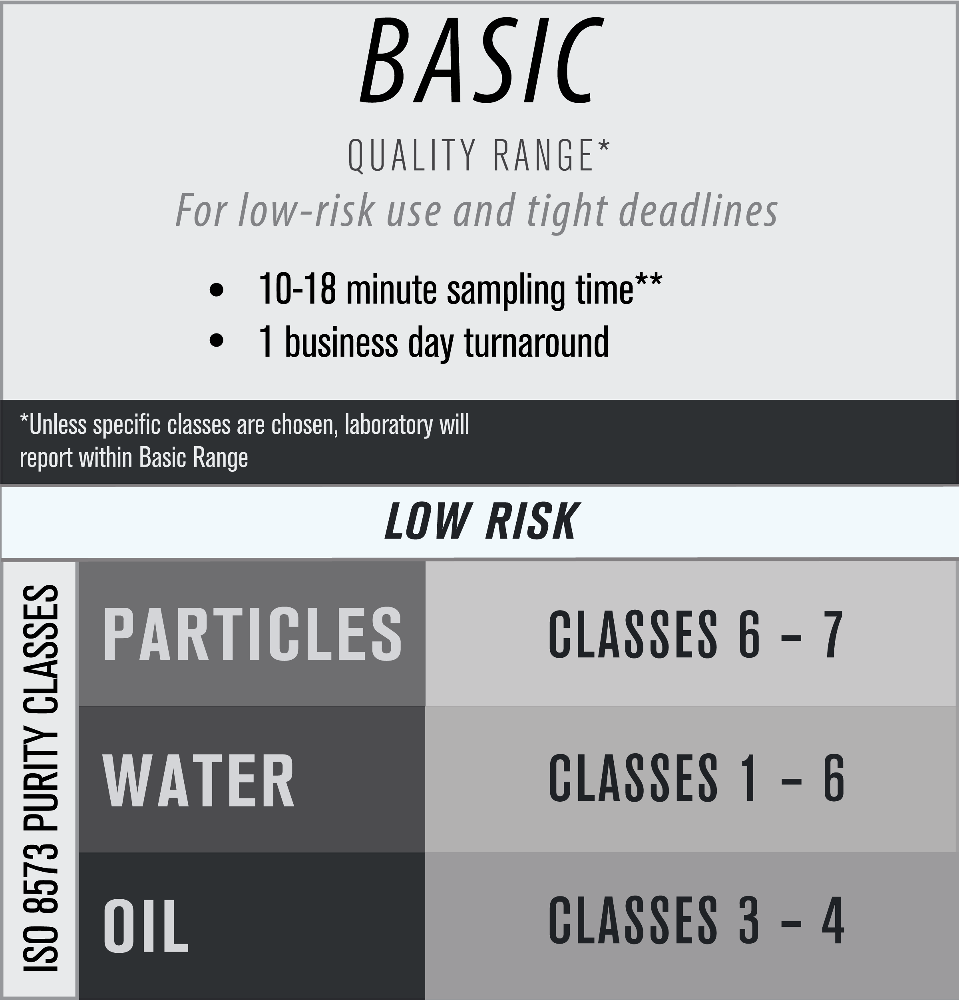 BASIC
QUALITY RANGE*
For low-risk use and tight deadlines
• 10-18 minute sampling time**
• 1 business day turnaround
*Unless specific classes are chosen, laboratory will
report within Basic Range
LOW RISK
ISO 8573 PURITY CLASSES
PARTICLES CLASSES 6 – 7
WATER CLASSES 1 – 6
OIL CLASSES 3 – 4